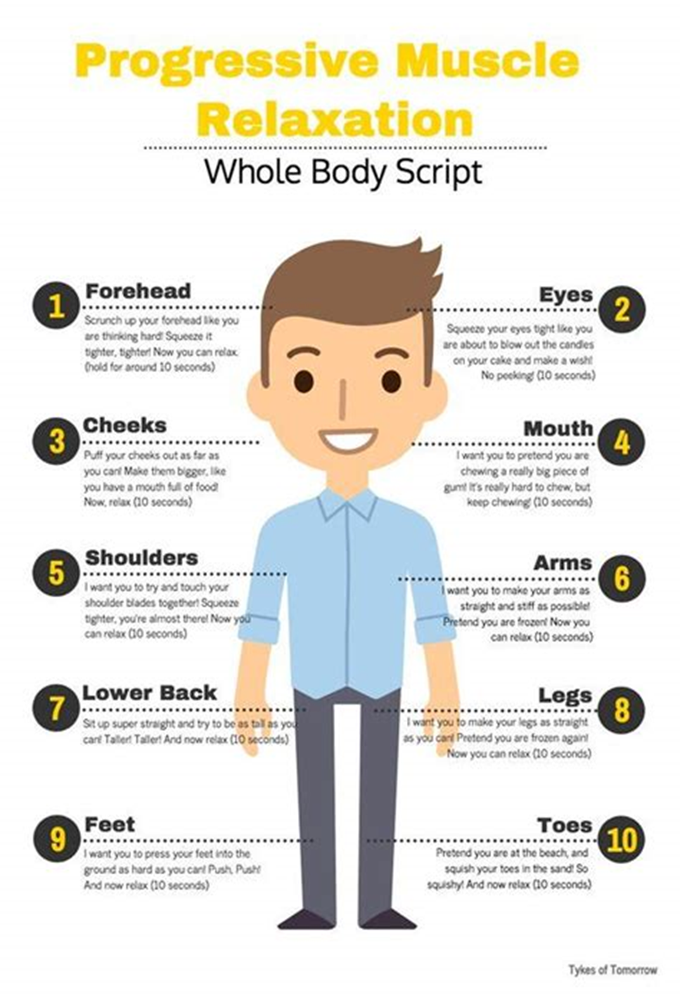 Progressive Muscle
Relaxation
Whole Body Script
1
Forehead
Scrunch up your forehead like you
are thinking hard! Squeeze it
tighter, tighter! Now you can relax.
(hold for around 10 seconds)
Eyes
2
Squeeze your eyes tight like you
are about to blow out the candles
on your cake and make a wish!
No peeking! (10 seconds)
3
Cheeks
Puff your cheeks out as far as
you can! Make them bigger, like
you have a mouth full of food!
Now, relax (10 seconds)
Mouth
4
I want you to pretend you are
chewing a really big piece of
gum! It's really hard to chew, but
keep chewing! (10 seconds)
5
Shoulders
I want you to try and touch your
shoulder blades together! Squeeze
tighter, you're almost there! Now you
can relax (10 seconds)
Arms
6
I want you to make your arms as
straight and stiff as possible!
Pretend you are frozen! Now you
can relax (10 seconds)
7
Lower Back
Sit up super straight and try to be as tall as you
can! Taller! Taller! And now relax (10 seconds)
Legs
8
I want you to make your legs as straight
as you can! Pretend you are frozen again!
Now you can relax (10 seconds)
9
Feet
I want you to press your feet into the
ground as hard as you can! Push, Push!
And now relax (10 seconds)
Toes
10
Pretend you are at the beach, and
squish your toes in the sand! So
squishy! And now relax (10 seconds)
Tykes of Tomorrow